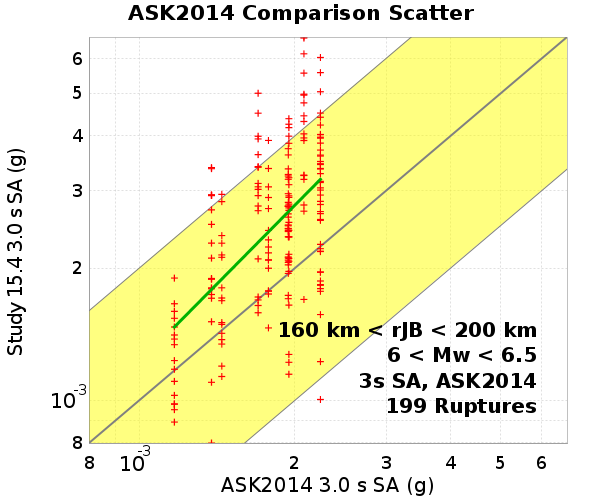 ASK2014 Comparison Scatter
Study 15.4 3.0 s SA (g)
6
5
4
3
2
10-3
8
160 km < rJB < 200 km
6 < Mw < 6.5
3s SA, ASK2014
199 Ruptures
8 10-3 2 3 4 5 6
ASK2014 3.0 s SA (g)